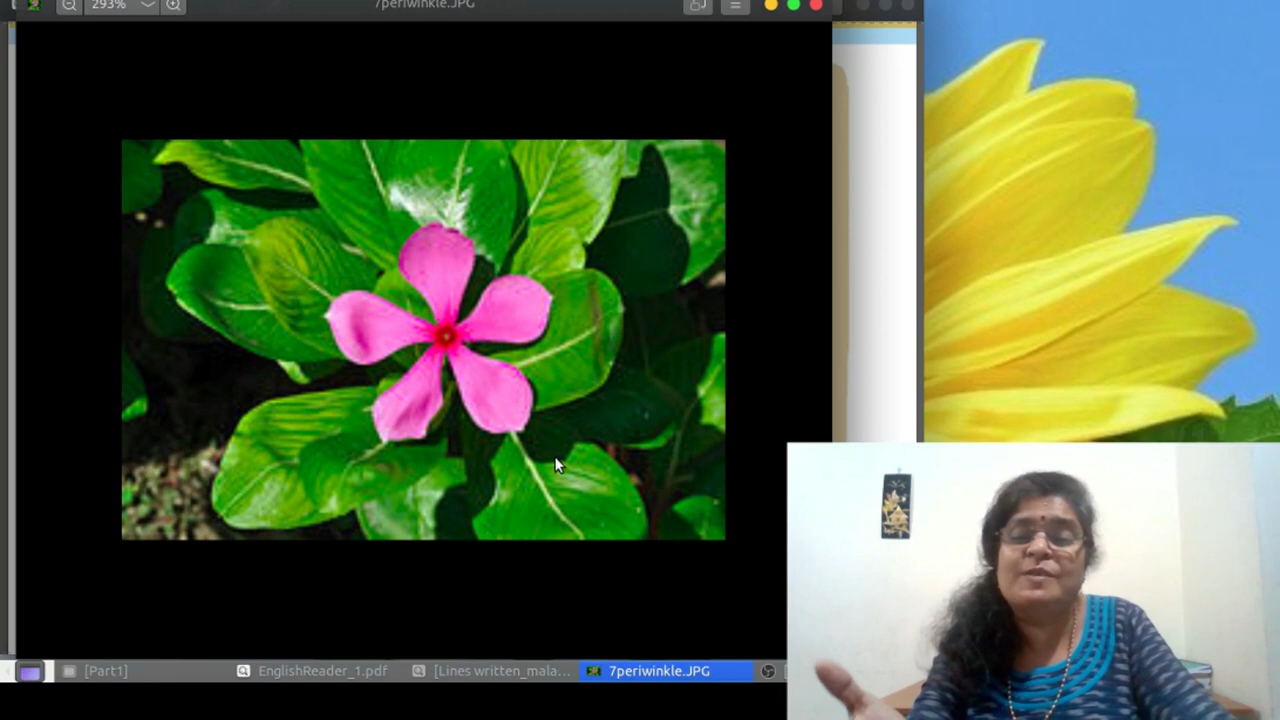 293%
7periwinkle.JPG
[Part1]
EnglishReader_1.pdf
[Lines written_mala...
7periwinkle.JPG